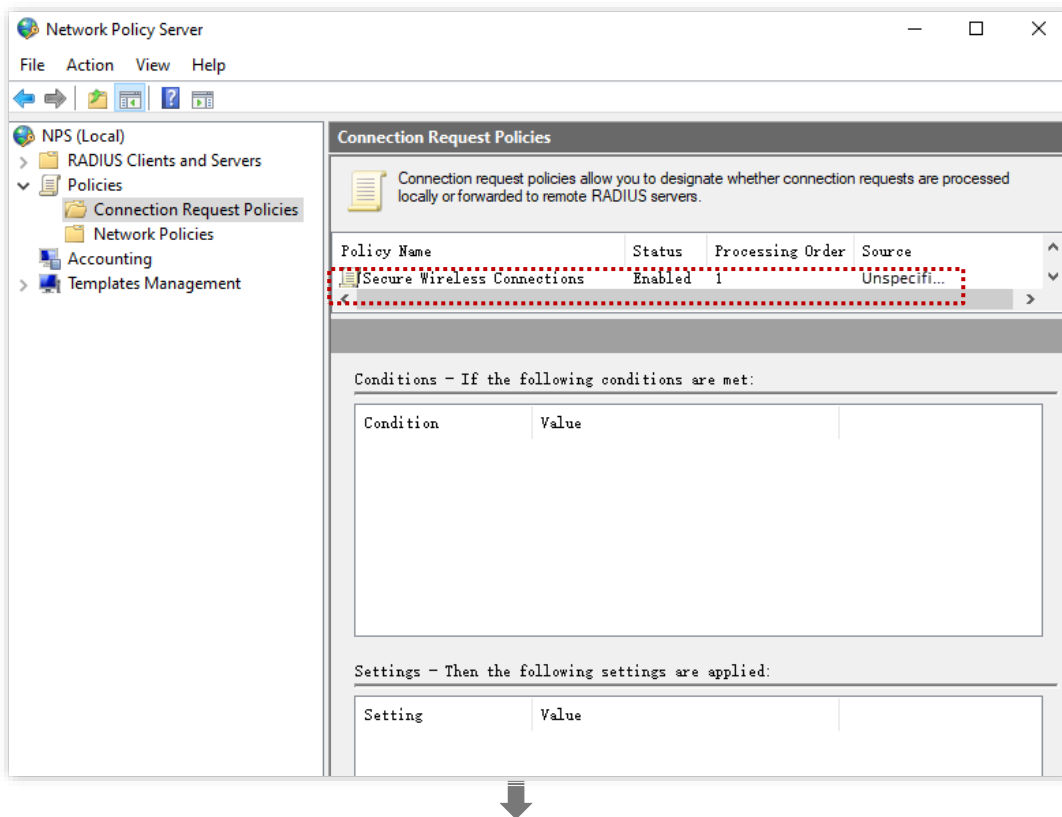 Network Policy Server
File Action View Help
NPS (Local)
RADIUS Clients and Servers
Policies
Connection Request Policies
Network Policies
Accounting
Templates Management
Connection Request Policies
Connection request policies allow you to designate whether connection requests are processed
locally or forwarded to remote RADIUS servers.
Policy Name Status Processing Order Source
Secure Wireless Connections Enabled 1 Unspecifi...
Conditions - If the following conditions are met:
Condition Value
Settings - Then the following settings are applied:
Setting Value